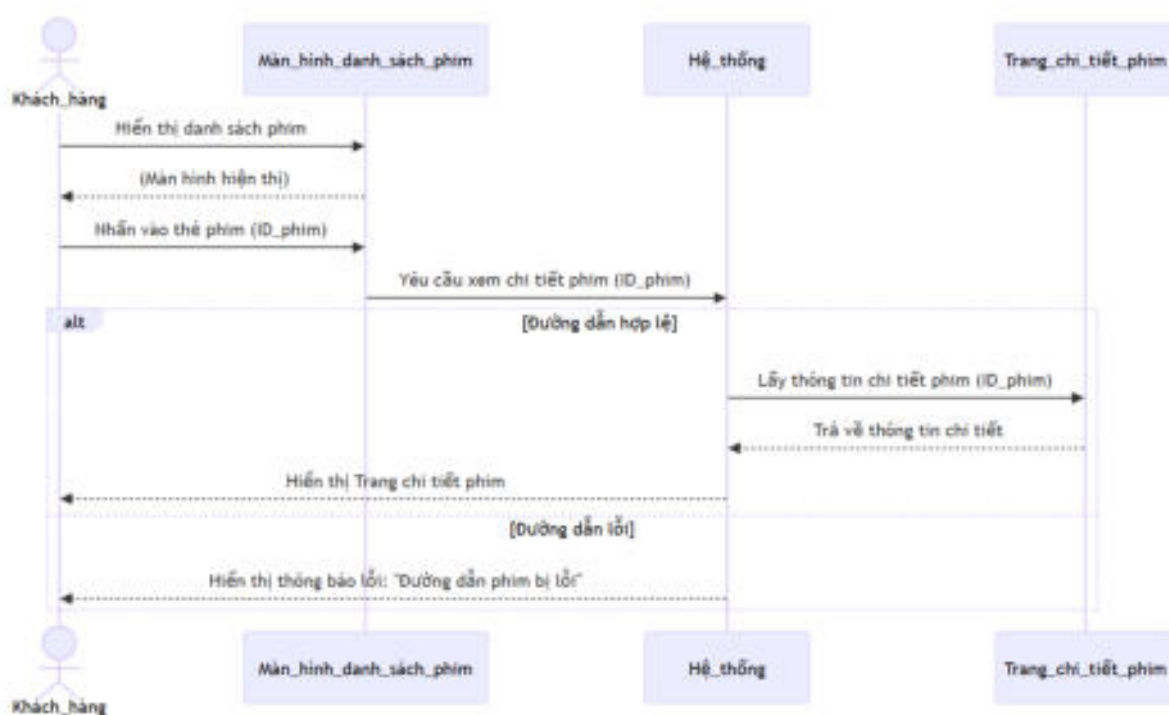 Màn_hình_danh_sách_phim
Hệ_thống
Trang_chi_tiết_phim
Khách_hàng
Hiển thị danh sách phim
(Màn hình hiện thị)
Nhấn vào thẻ phim (ID_phim)
Yêu cầu xem chi tiết phim (ID_phim)
alt
[Đường dẫn hợp lệ]
Lấy thông tin chi tiết phim (ID_phim)
Trả về thông tin chi tiết
Hiển thị Trang chi tiết phim
[Đường dẫn lỗi]
Hiển thị thông báo lỗi: "Đường dẫn phim bị lỗi"
Màn_hình_danh_sách_phim
Hệ_thống
Trang_chi_tiết_phim
Khách_hàng